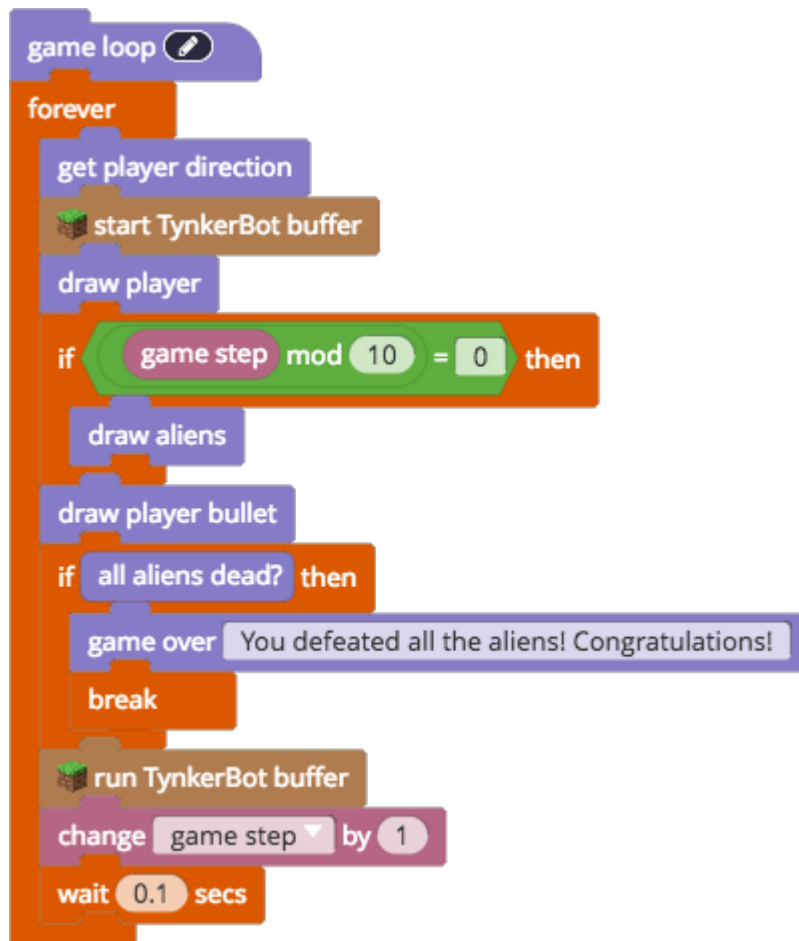 game loop
forever
get player direction
start TynkerBot buffer
draw player
if game step mod 10 = 0 then
draw aliens
draw player bullet
if all aliens dead? then
game over You defeated all the aliens! Congratulations!
break
run TynkerBot buffer
change game step by 1
wait 0.1 secs